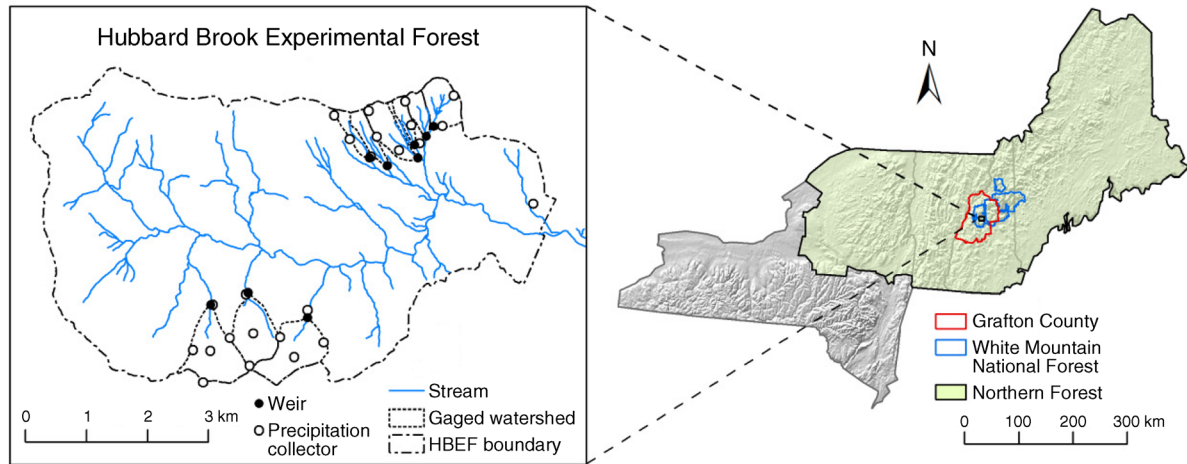 Hubbard Brook Experimental Forest
0 1 2 3 km
Weir
Precipitation
collector
Stream
Gaged watershed
HBEF boundary
N
Grafton County
White Mountain
National Forest
Northern Forest
0 100 200 300 km